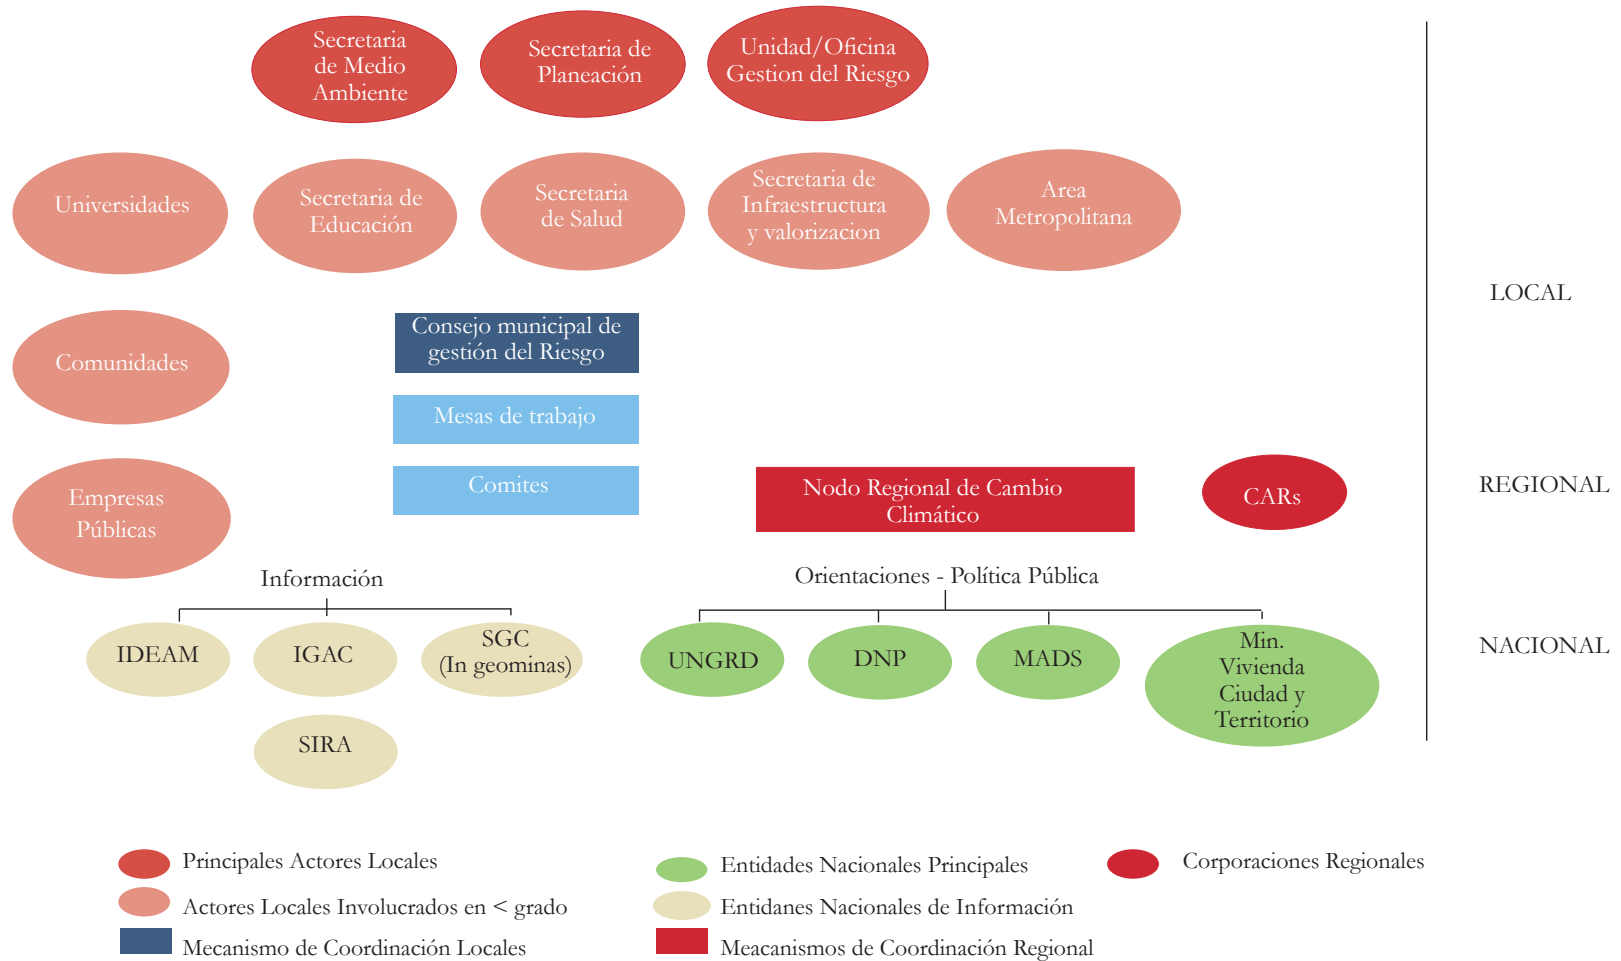 Secretaria
de Medio
Ambiente
Secretaria de
Planeación
Unidad/Oficina
Gestion del Riesgo
Universidades
Secretaria de
Educación
Secretaria
de Salud
Secretaria de
Infraestructura
y valorizacion
Area
Metropolitana
LOCAL
Comunidades
Consejo municipal de
gestión del Riesgo
Mesas de trabajo
Comites
Empresas
Públicas
Nodo Regional de Cambio
Climático
CARs
REGIONAL
Información
Orientaciones - Política Pública
IDEAM
IGAC
SGC
(In geominas)
SIRA
UNGRD
DNP
MADS
Min.
Vivienda
Ciudad y
Territorio
NACIONAL
Principales Actores Locales
Actores Locales Involucrados en < grado
Mecanismo de Coordinación Locales
Entidades Nacionales Principales
Entidanes Nacionales de Información
Meacanismos de Coordinación Regional
Corporaciones Regionales